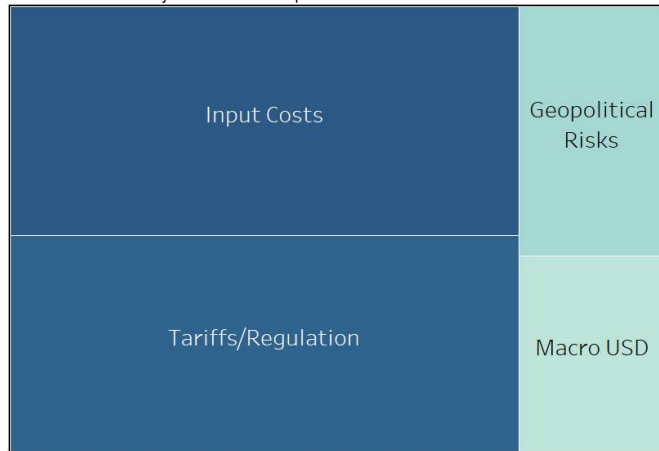 Input Costs
Geopolitical
Risks
Tariffs/Regulation
Macro USD